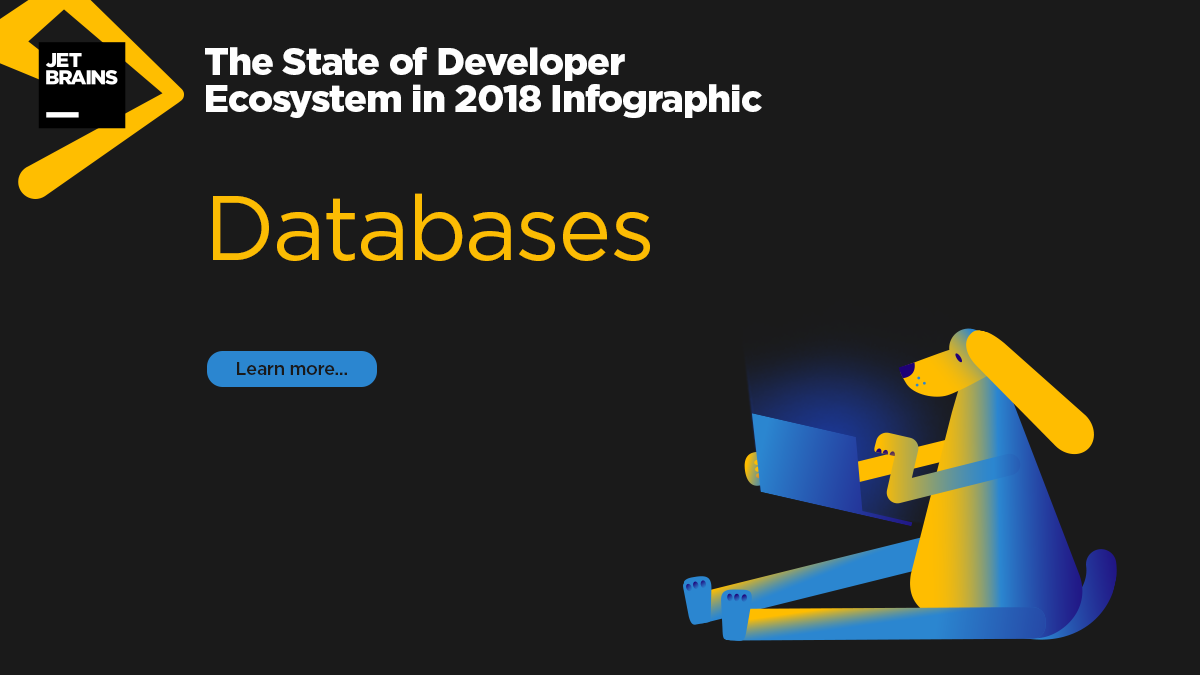 JET
BRAINS
The State of Developer
Ecosystem in 2018 Infographic
Databases
Learn more...